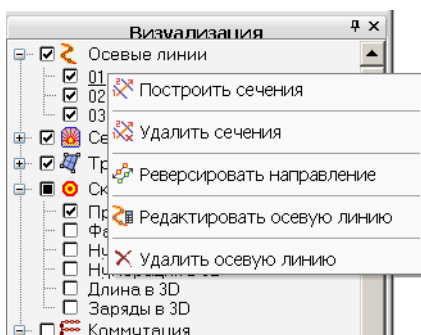 Визуализация
Осевые линии
01
Построить сечения
02
03
Удалить сечения
Реверсировать направление
Редактировать осевую линию
Удалить осевую линию
Длина в 3D
Заряды в 3D
Коммутация